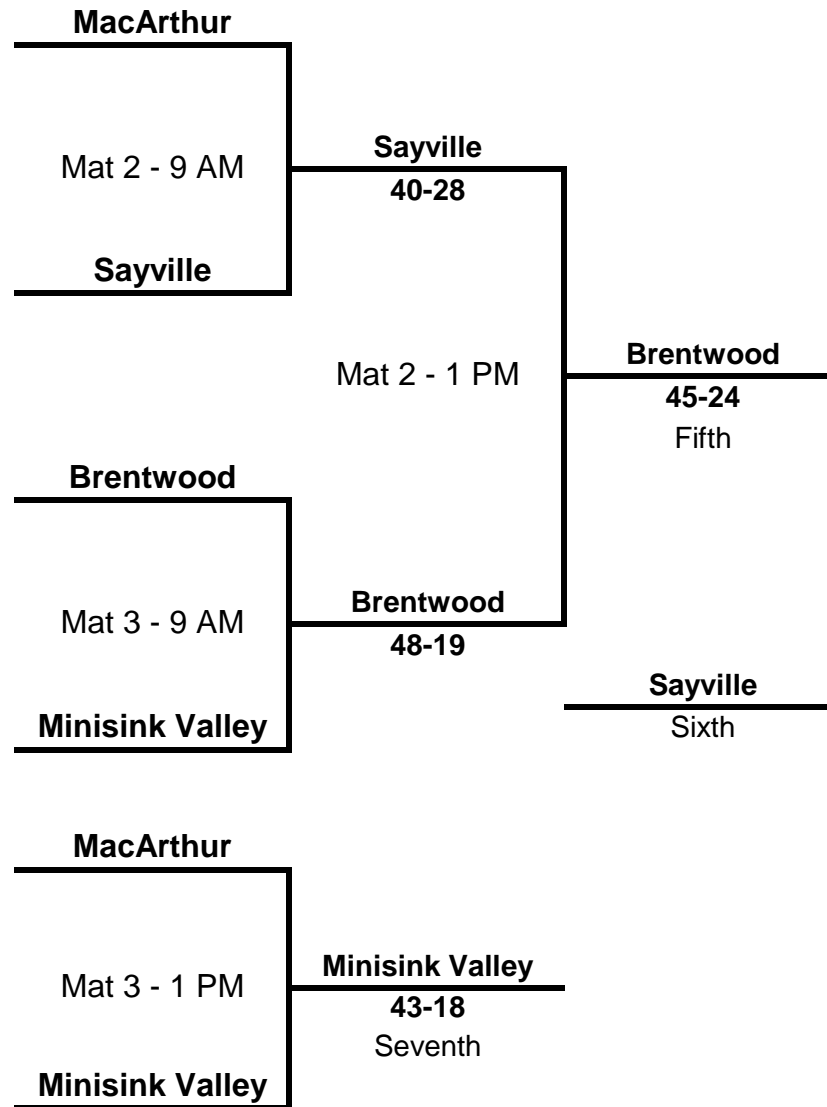 MacArthur
Mat 2 - 9 AM
Sayville
40-28
Sayville
Mat 2 - 1 PM
Brentwood
45-24
Fifth
Brentwood
Mat 3 - 9 AM
Brentwood
48-19
Minisink Valley
Sayville
Sixth
MacArthur
Mat 3 - 1 PM
Minisink Valley
43-18
Seventh
Minisink Valley